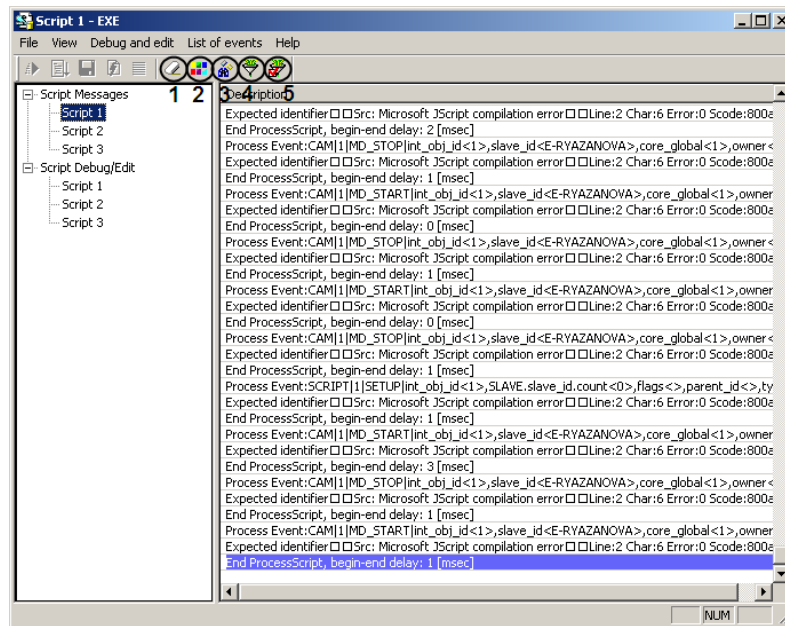 Script 1 - EXE
File View Debug and edit List of events Help
1 2 3 4 5
Script Messages
Script 1
Script 2
Script 3
Script Debug/Edit
Script 1
Script 2
Script 3
Description
Expected identifier□□Src: Microsoft JScript compilation error□□Line:2 Char:6 Error:0 Scode:800a
End ProcessScript, begin-end delay: 2 [msec]
Process Event:CAM|1|MD_STOP|int_obj_id<1>,slave_id<E-RYAZANOVA>,core_global<1>,owner<
Expected identifier□□Src: Microsoft JScript compilation error□□Line:2 Char:6 Error:0 Scode:800a
End ProcessScript, begin-end delay: 1 [msec]
Process Event:CAM|1|MD_START|int_obj_id<1>,slave_id<E-RYAZANOVA>,core_global<1>,owner
Expected identifier□□Src: Microsoft JScript compilation error□□Line:2 Char:6 Error:0 Scode:800a
End ProcessScript, begin-end delay: 0 [msec]
Process Event:CAM|1|MD_STOP|int_obj_id<1>,slave_id<E-RYAZANOVA>,core_global<1>,owner<
Expected identifier□□Src: Microsoft JScript compilation error□□Line:2 Char:6 Error:0 Scode:800a
End ProcessScript, begin-end delay: 1 [msec]
Process Event:CAM|1|MD_START|int_obj_id<1>,slave_id<E-RYAZANOVA>,core_global<1>,owner
Expected identifier□□Src: Microsoft JScript compilation error□□Line:2 Char:6 Error:0 Scode:800a
End ProcessScript, begin-end delay: 0 [msec]
Process Event:CAM|1|MD_STOP|int_obj_id<1>,slave_id<E-RYAZANOVA>,core_global<1>,owner<
Expected identifier□□Src: Microsoft JScript compilation error□□Line:2 Char:6 Error:0 Scode:800a
End ProcessScript, begin-end delay: 1 [msec]
Process Event:SCRIPT|1|SETUP|int_obj_id<1>,SLAVE.slave_id.count<0>,flags<>,parent_id<>,ty
Expected identifier□□Src: Microsoft JScript compilation error□□Line:2 Char:6 Error:0 Scode:800a
End ProcessScript, begin-end delay: 1 [msec]
Process Event:CAM|1|MD_START|int_obj_id<1>,slave_id<E-RYAZANOVA>,core_global<1>,owner
Expected identifier□□Src: Microsoft JScript compilation error□□Line:2 Char:6 Error:0 Scode:800a
End ProcessScript, begin-end delay: 3 [msec]
Process Event:CAM|1|MD_STOP|int_obj_id<1>,slave_id<E-RYAZANOVA>,core_global<1>,owner<
Expected identifier□□Src: Microsoft JScript compilation error□□Line:2 Char:6 Error:0 Scode:800a
End ProcessScript, begin-end delay: 1 [msec]
Process Event:CAM|1|MD_START|int_obj_id<1>,slave_id<E-RYAZANOVA>,core_global<1>,owner
Expected identifier□□Src: Microsoft JScript compilation error□□Line:2 Char:6 Error:0 Scode:800a
End ProcessScript, begin-end delay: 1 [msec]
NUM